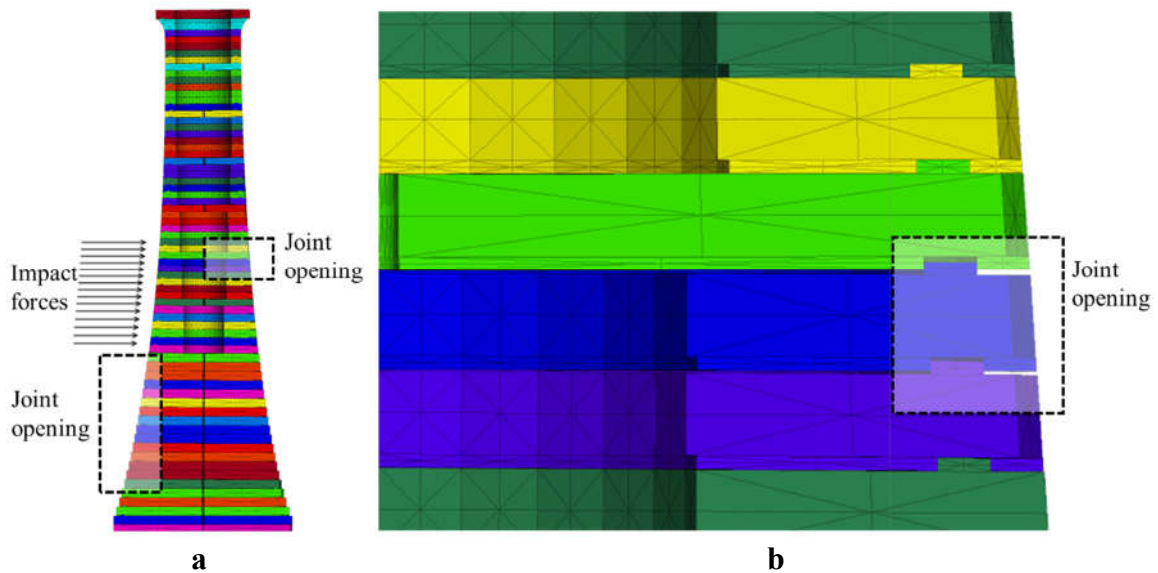 Impact
forces
Joint
opening
Joint
opening
Joint
opening
a
b